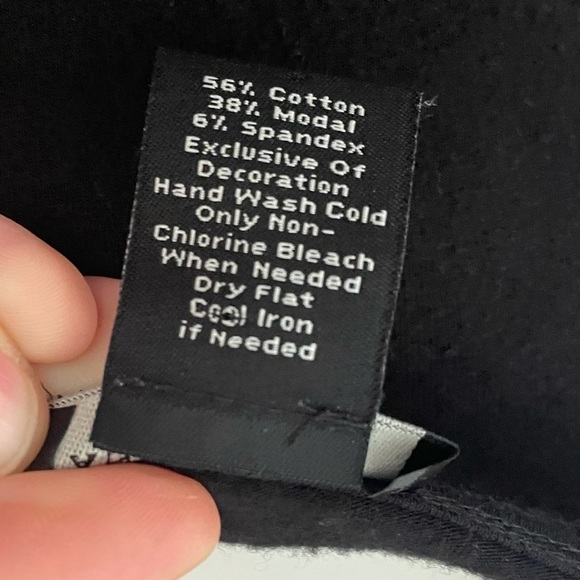 56% Cotton
38% Modal
6% Spandex
Exclusive Of
Decoration
Hand Wash Cold
Only Non-
Chlorine Bleach
When Needed
Dry Flat
Cool Iron
if Needed